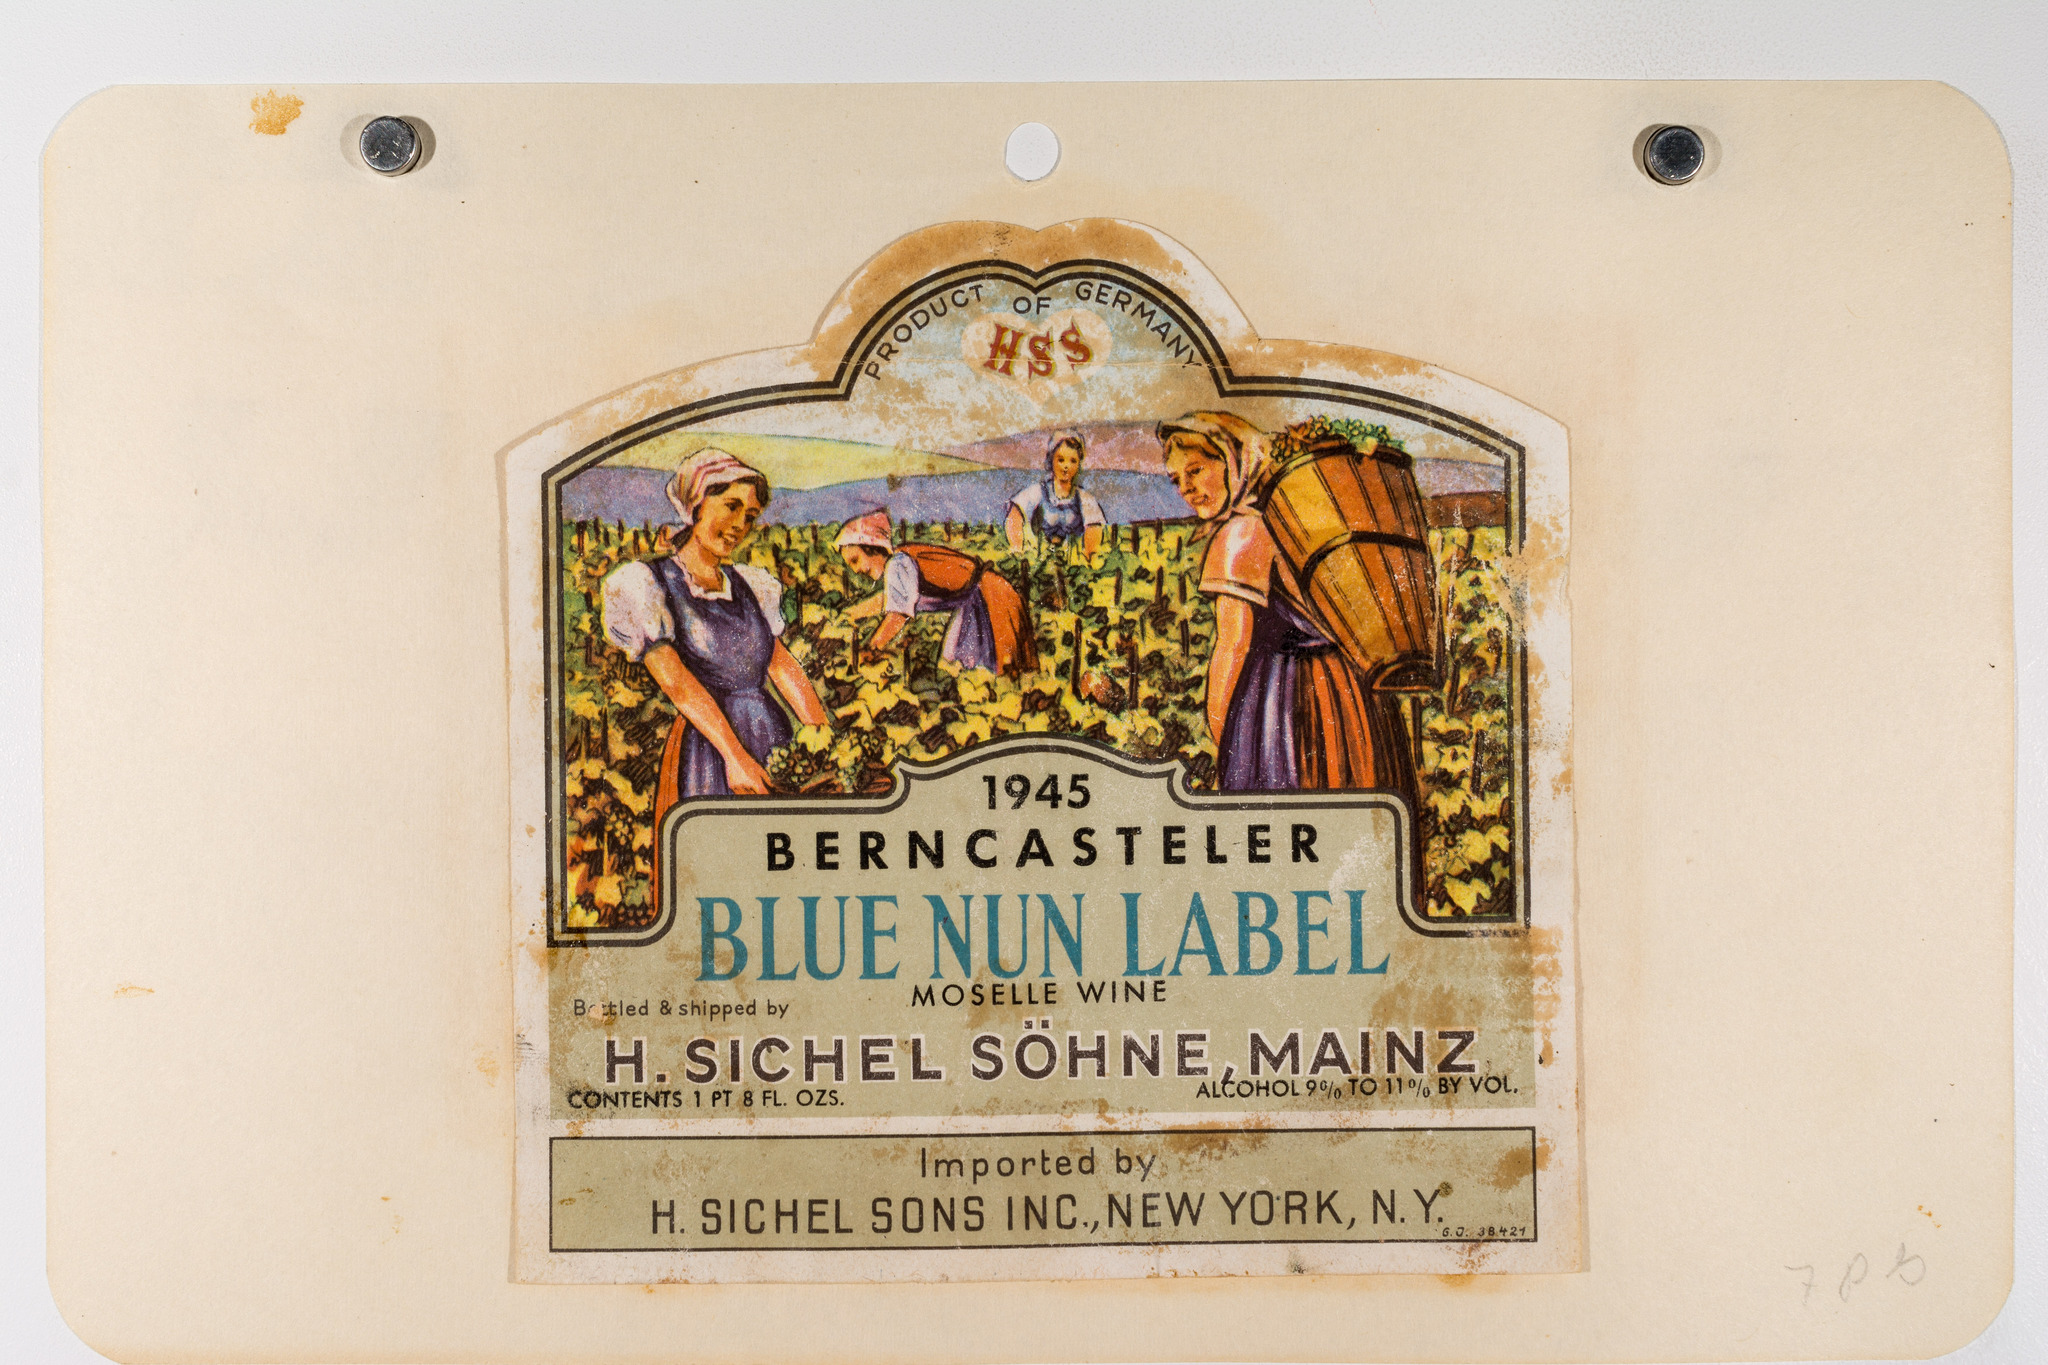 PRODUCT OF GERMANY
HSS
1945
BERNCASTELER
BLUE NUN LABEL
MOSELLE WINE
Bottled & shipped by
H. SICHEL SÖHNE, MAINZ
CONTENTS 1 PT 8 FL. OZS.
ALCOHOL 9% TO 11% BY VOL.
Imported by
H. SICHEL SONS INC., NEW YORK, N.Y.
G.J. 38421